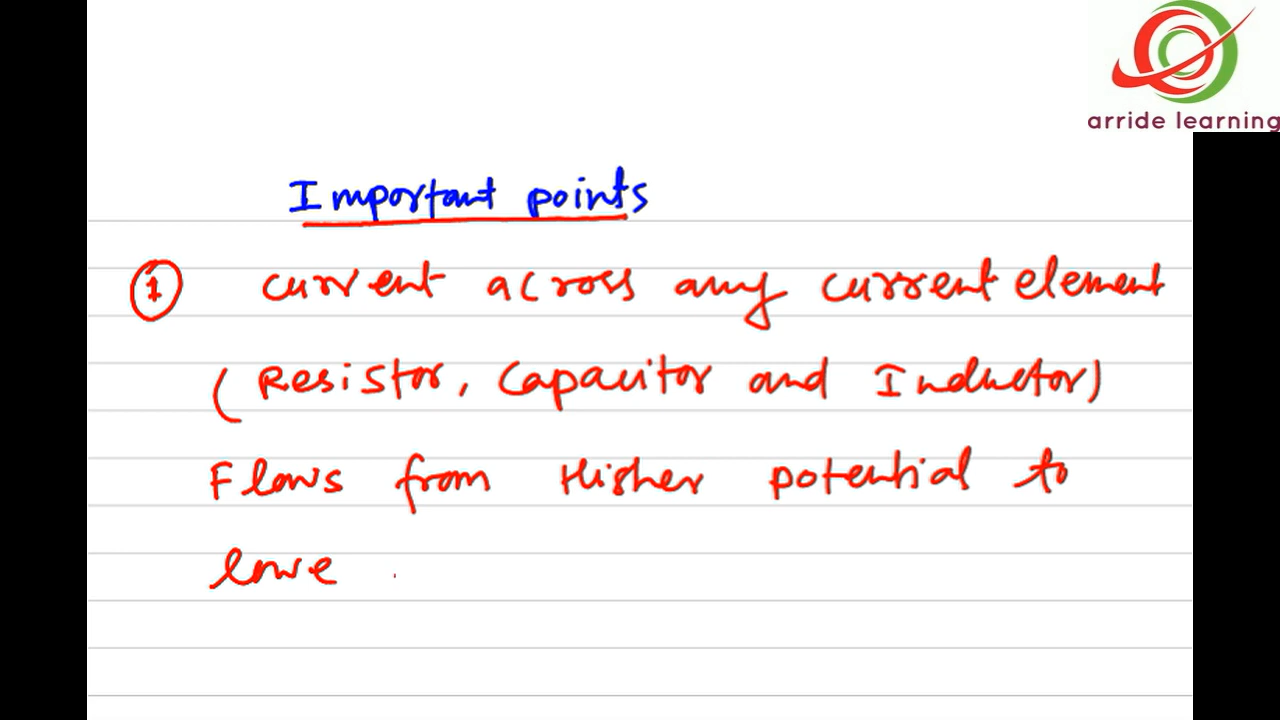 arride learning
Important points
① current across any current element
(Resistor, Capacitor and Inductor)
Flows from Higher potential to
lowe